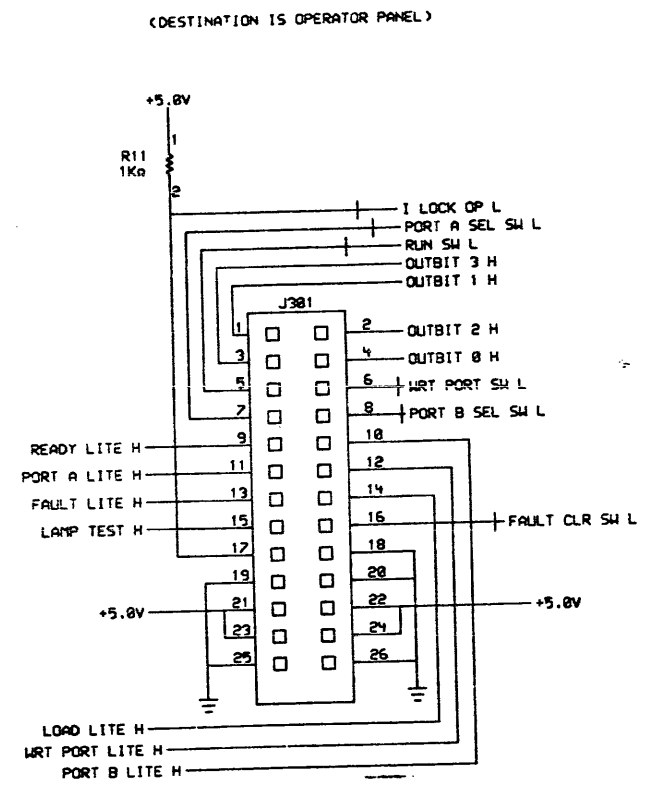 (DESTINATION IS OPERATOR PANEL)
+5.0V
1
R11
1KΩ
2
I LOCK OP L
PORT A SEL SW L
RUN SW L
OUTBIT 3 H
OUTBIT 1 H
J301
1
2
OUTBIT 2 H
3
4
OUTBIT 0 H
5
6
WRT PORT SW L
7
8
PORT B SEL SW L
READY LITE H
9
10
PORT A LITE H
11
12
FAULT LITE H
13
14
LAMP TEST H
15
16
FAULT CLR SW L
17
18
19
20
+5.0V
21
22
+5.0V
23
24
25
26
LOAD LITE H
WRT PORT LITE H
PORT B LITE H